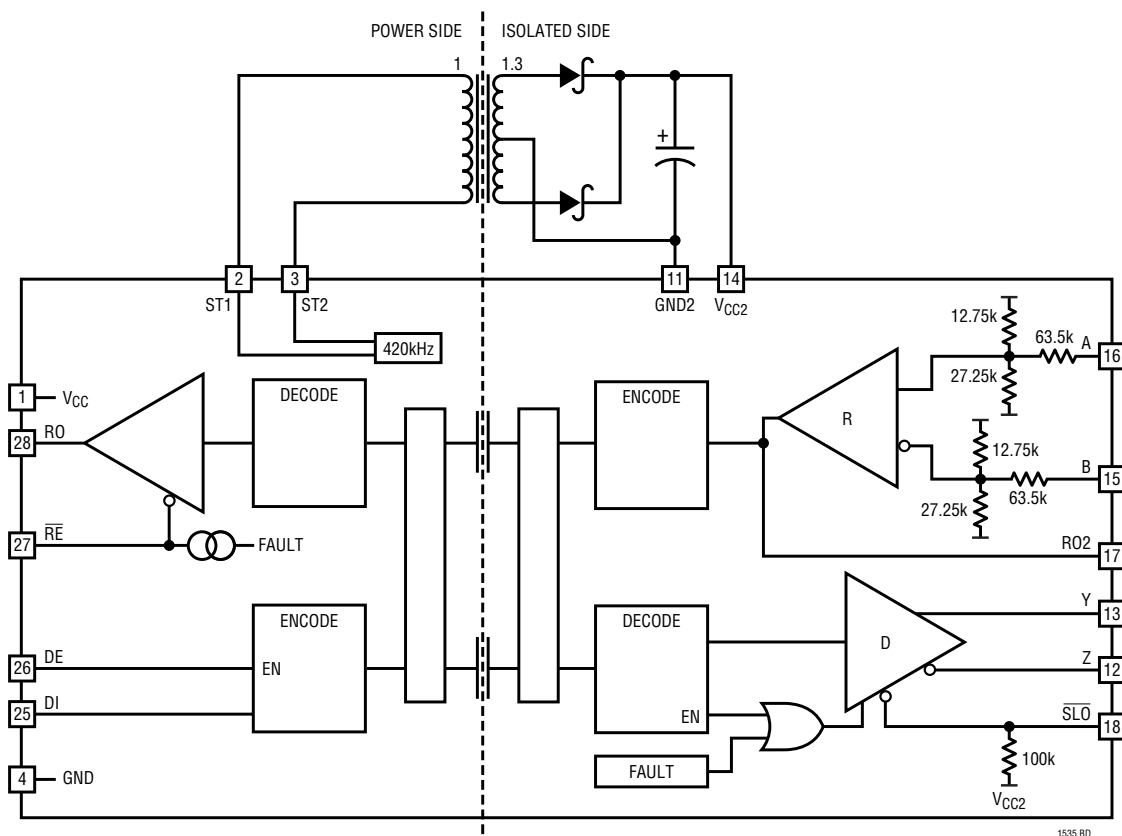 POWER SIDE
ISOLATED SIDE
1
1.3
+
2
3
11
14
ST1
ST2
GND2
VCC2
420kHz
12.75k
63.5k
A
16
27.25k
1
VCC
DECODE
ENCODE
R
28
RO
12.75k
B
15
27.25k
63.5k
27
RE
FAULT
RO2
17
ENCODE
DECODE
Y
13
D
26
DE
EN
Z
12
25
DI
EN
SLO
18
FAULT
100k
4
GND
VCC2
1535 BD